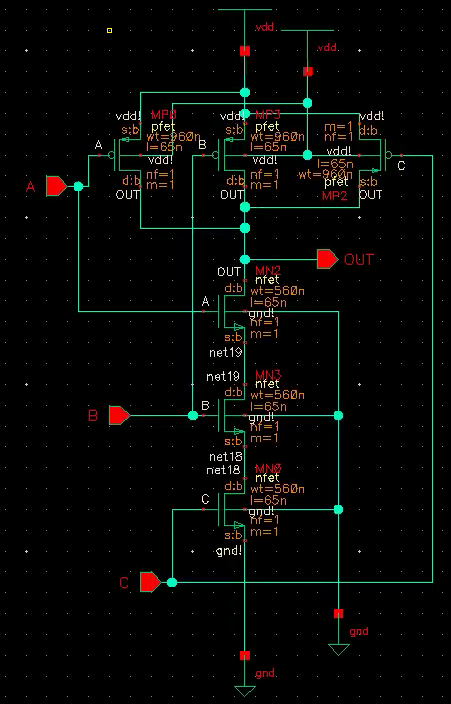 vdd.
vdd.
vdd!
MP0
s:b
pfet
wt=960n
l=65n
A
vdd!
nf=1
d:b
m=1
OUT
vdd!
MP3
s:b
pfet
wt=960n
l=65n
B
vdd!
nf=1
d:b
m=1
OUT
vdd!
m=1
d:b
nf=1
vdd!
l=65n
wt=960n
s:b
C
pfet
OUT
MP2
A
OUT
OUT
MN2
nfet
d:b
wt=560n
l=65n
A
gnd!
nf=1
s:b
m=1
net19
net19
MN3
nfet
d:b
wt=560n
l=65n
B
B
gnd!
nf=1
s:b
m=1
net18
net18
MN0
nfet
d:b
wt=560n
l=65n
C
gnd!
nf=1
s:b
m=1
gnd!
C
gnd
gnd.